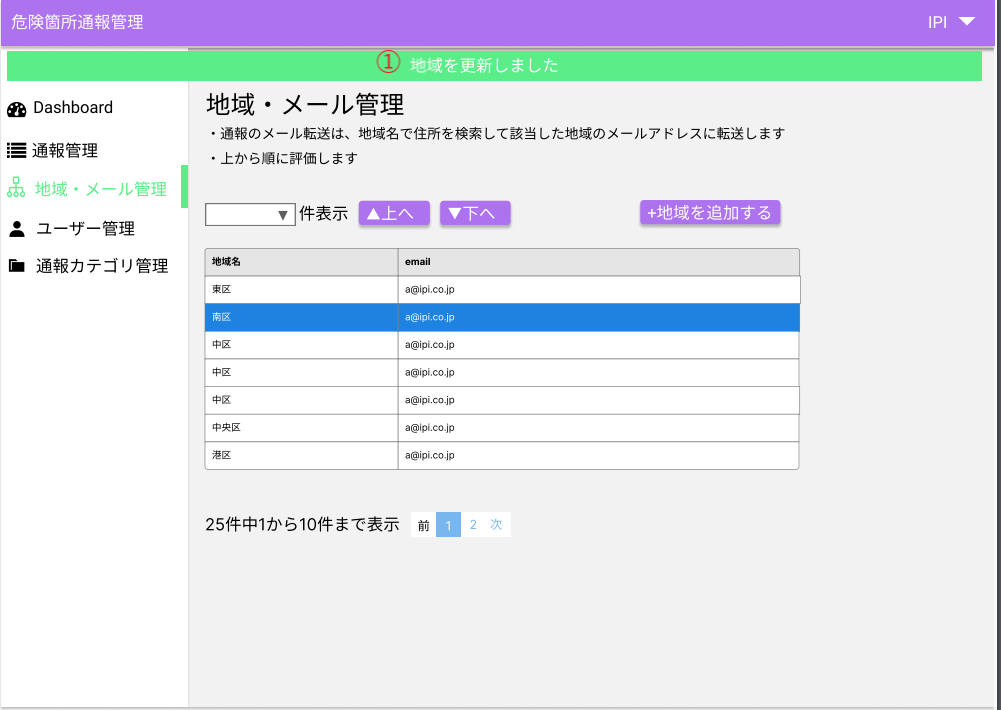 危険箇所通報管理 IPI
① 地域を更新しました
Dashboard
通報管理
地域・メール管理
ユーザー管理
通報カテゴリ管理
地域・メール管理
・通報のメール転送は、地域名で住所を検索して該当した地域のメールアドレスに転送します
・上から順に評価します
▼ 件表示 ▲上へ ▼下へ +地域を追加する
地域名 email
東区 a@ipi.co.jp
南区 a@ipi.co.jp
中区 a@ipi.co.jp
中区 a@ipi.co.jp
中区 a@ipi.co.jp
中央区 a@ipi.co.jp
港区 a@ipi.co.jp
25件中1から10件まで表示 前 1 2 次